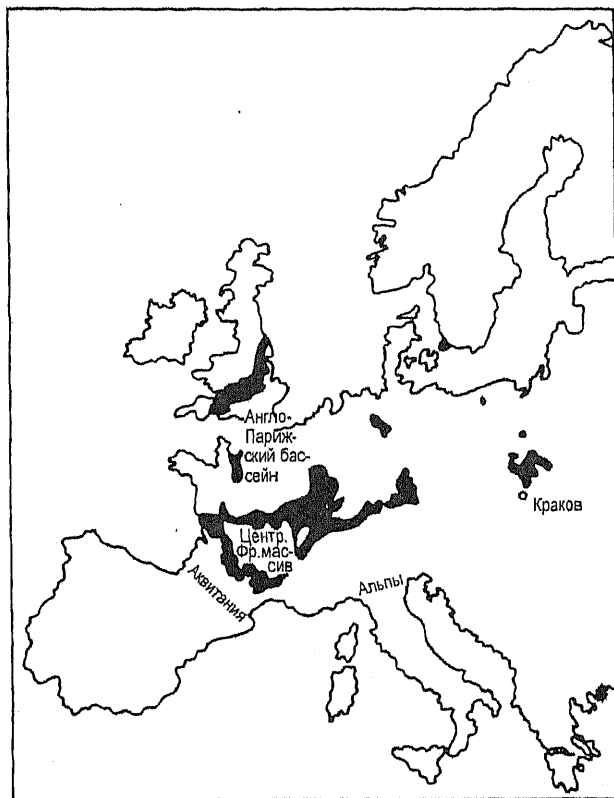 Англо-
Париж-
ский бас-
сейн
Краков
Центр.
Фр.мас-
сив
Аквитания
Альпы